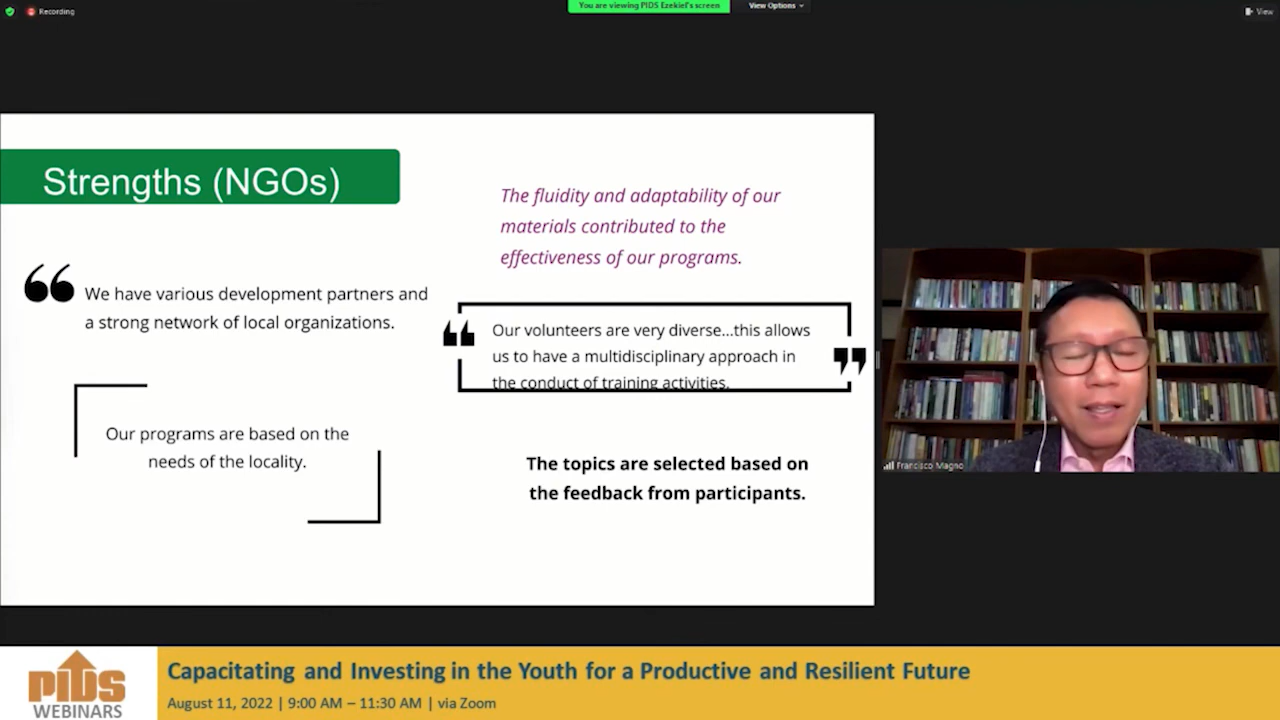 Recording
You are viewing PIDS Ezekiel's screen
View Options
View
Strengths (NGOs)
The fluidity and adaptability of our
materials contributed to the
effectiveness of our programs.
“ We have various development partners and
a strong network of local organizations.
“ Our volunteers are very diverse...this allows
us to have a multidisciplinary approach in
the conduct of training activities. ”
Our programs are based on the
needs of the locality.
The topics are selected based on
the feedback from participants.
Francisco Magno
PIDS
WEBINARS
Capacitating and Investing in the Youth for a Productive and Resilient Future
August 11, 2022 | 9:00 AM – 11:30 AM | via Zoom